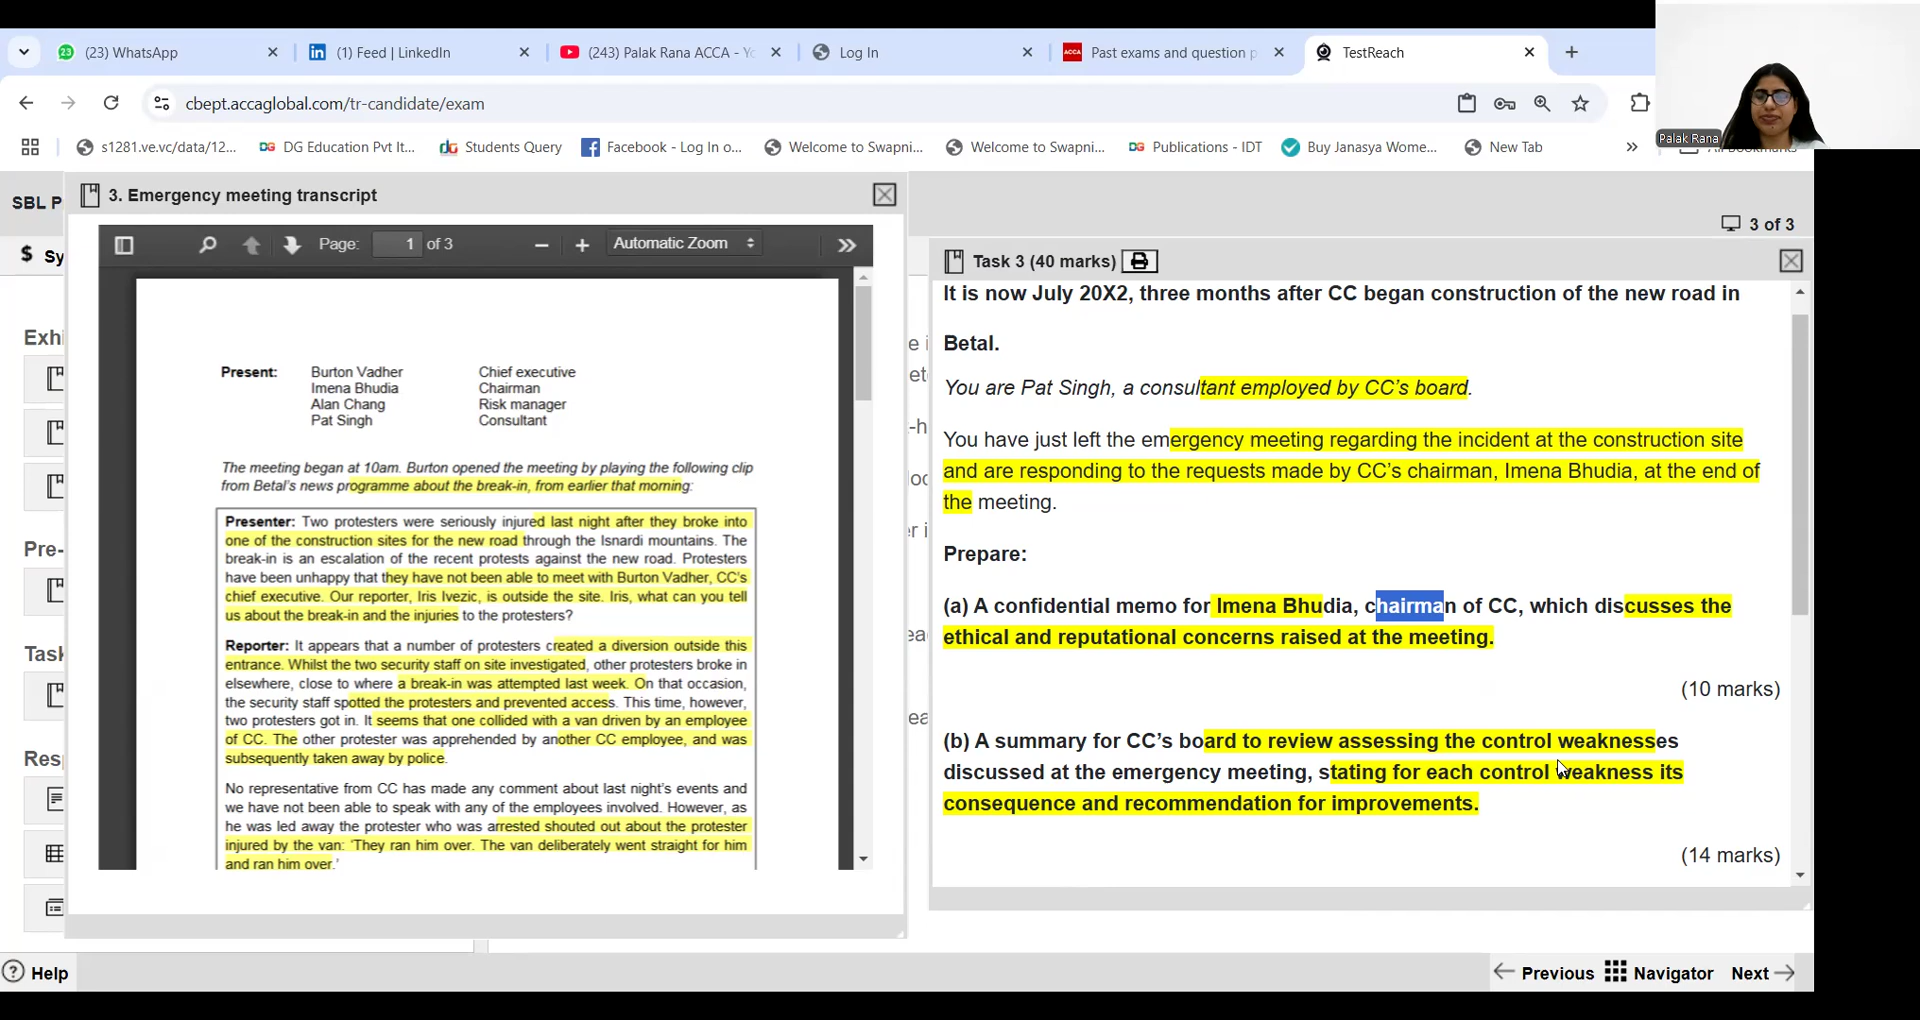 (23) WhatsApp
(1) Feed | LinkedIn
(243) Palak Rana ACCA - Yo
Log In
ACCA
Past exams and question p
TestReach
cbept.accaglobal.com/tr-candidate/exam
s1281.ve.vc/data/12...
DG Education Pvt It...
Students Query
Facebook - Log In o...
Welcome to Swapni...
Welcome to Swapni...
Publications - IDT
Buy Janasya Wome...
New Tab
Palak Rana
SBL P
3. Emergency meeting transcript
3 of 3
$ Sy
Page: 1 of 3
Automatic Zoom
Exhi
Pre-
Task
Res
Present: Burton Vadher Chief executive
Imena Bhudia Chairman
Alan Chang Risk manager
Pat Singh Consultant
The meeting began at 10am. Burton opened the meeting by playing the following clip
from Betal's news programme about the break-in, from earlier that morning:
Presenter: Two protesters were seriously injured last night after they broke into
one of the construction sites for the new road through the Isnardi mountains. The
break-in is an escalation of the recent protests against the new road. Protesters
have been unhappy that they have not been able to meet with Burton Vadher, CC's
chief executive. Our reporter, Iris Ivezic, is outside the site. Iris, what can you tell
us about the break-in and the injuries to the protesters?
Reporter: It appears that a number of protesters created a diversion outside this
entrance. Whilst the two security staff on site investigated, other protesters broke in
elsewhere, close to where a break-in was attempted last week. On that occasion,
the security staff spotted the protesters and prevented access. This time, however,
two protesters got in. It seems that one collided with a van driven by an employee
of CC. The other protester was apprehended by another CC employee, and was
subsequently taken away by police.
No representative from CC has made any comment about last night's events and
we have not been able to speak with any of the employees involved. However, as
he was led away the protester who was arrested shouted out about the protester
injured by the van: 'They ran him over. The van deliberately went straight for him
and ran him over.'
Task 3 (40 marks)
It is now July 20X2, three months after CC began construction of the new road in
Betal.
You are Pat Singh, a consultant employed by CC's board.
You have just left the emergency meeting regarding the incident at the construction site
and are responding to the requests made by CC's chairman, Imena Bhudia, at the end of
the meeting.
Prepare:
(a) A confidential memo for Imena Bhudia, chairman of CC, which discusses the
ethical and reputational concerns raised at the meeting.
(10 marks)
(b) A summary for CC's board to review assessing the control weaknesses
discussed at the emergency meeting, stating for each control weakness its
consequence and recommendation for improvements.
(14 marks)
Help
Previous
Navigator
Next